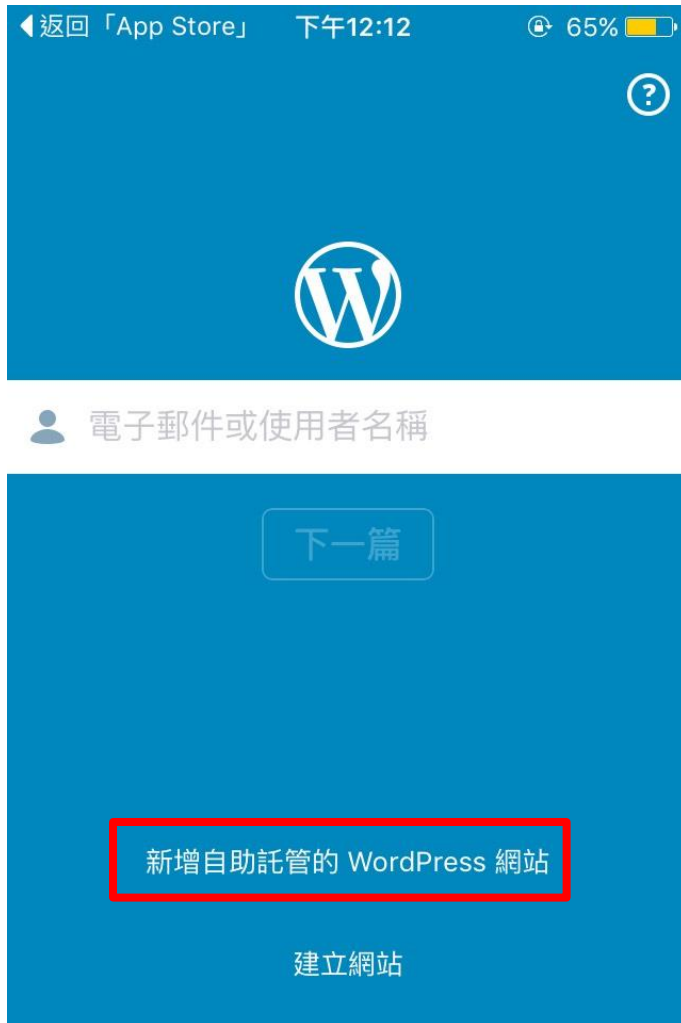 返回「App Store」 下午12:12 65%
?
電子郵件或使用者名稱
下一篇
新增自助託管的 WordPress 網站
建立網站